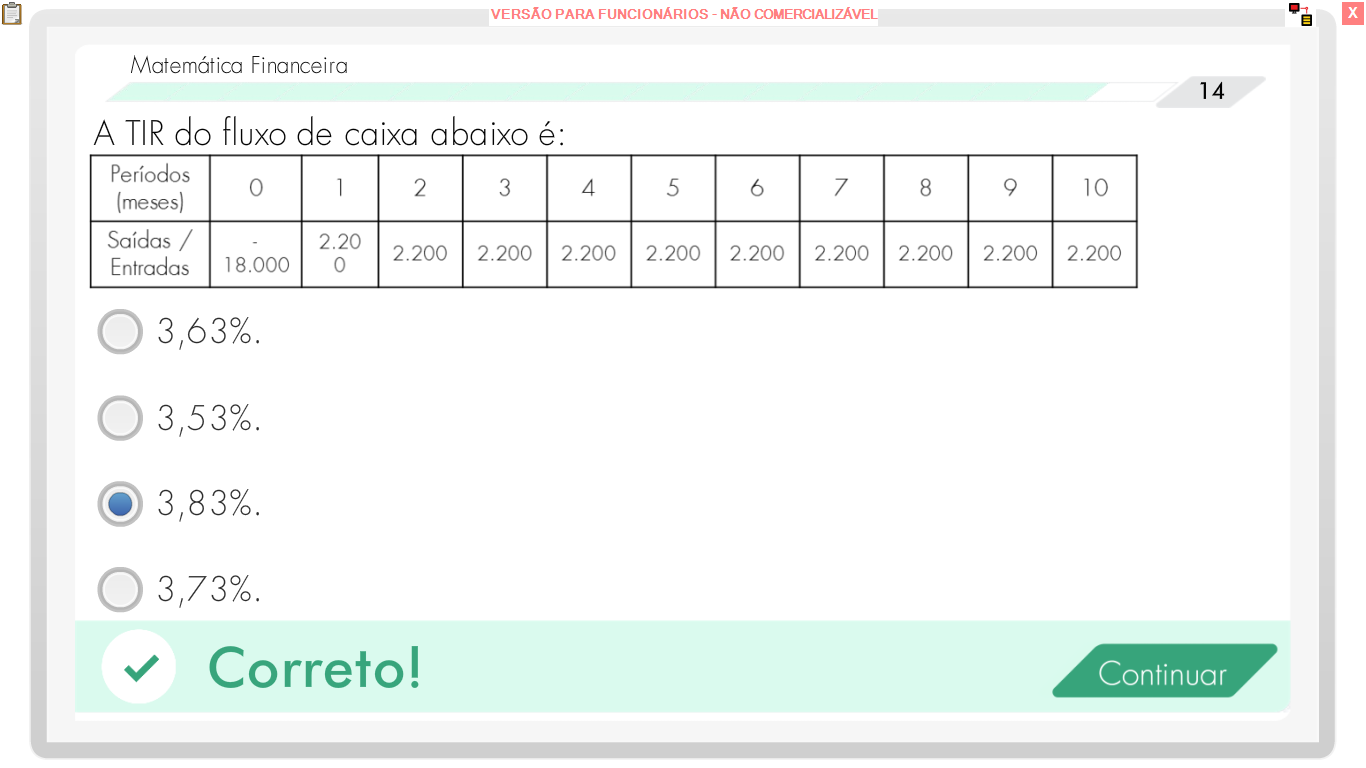 VERSÃO PARA FUNCIONÁRIOS - NÃO COMERCIALIZÁVEL
X
Matemática Financeira
14
A TIR do fluxo de caixa abaixo é:
Períodos (meses) 0 1 2 3 4 5 6 7 8 9 10
Saídas / Entradas - 18.000 2.20 0 2.200 2.200 2.200 2.200 2.200 2.200 2.200 2.200 2.200
3,63%.
3,53%.
3,83%.
3,73%.
Correto!
Continuar